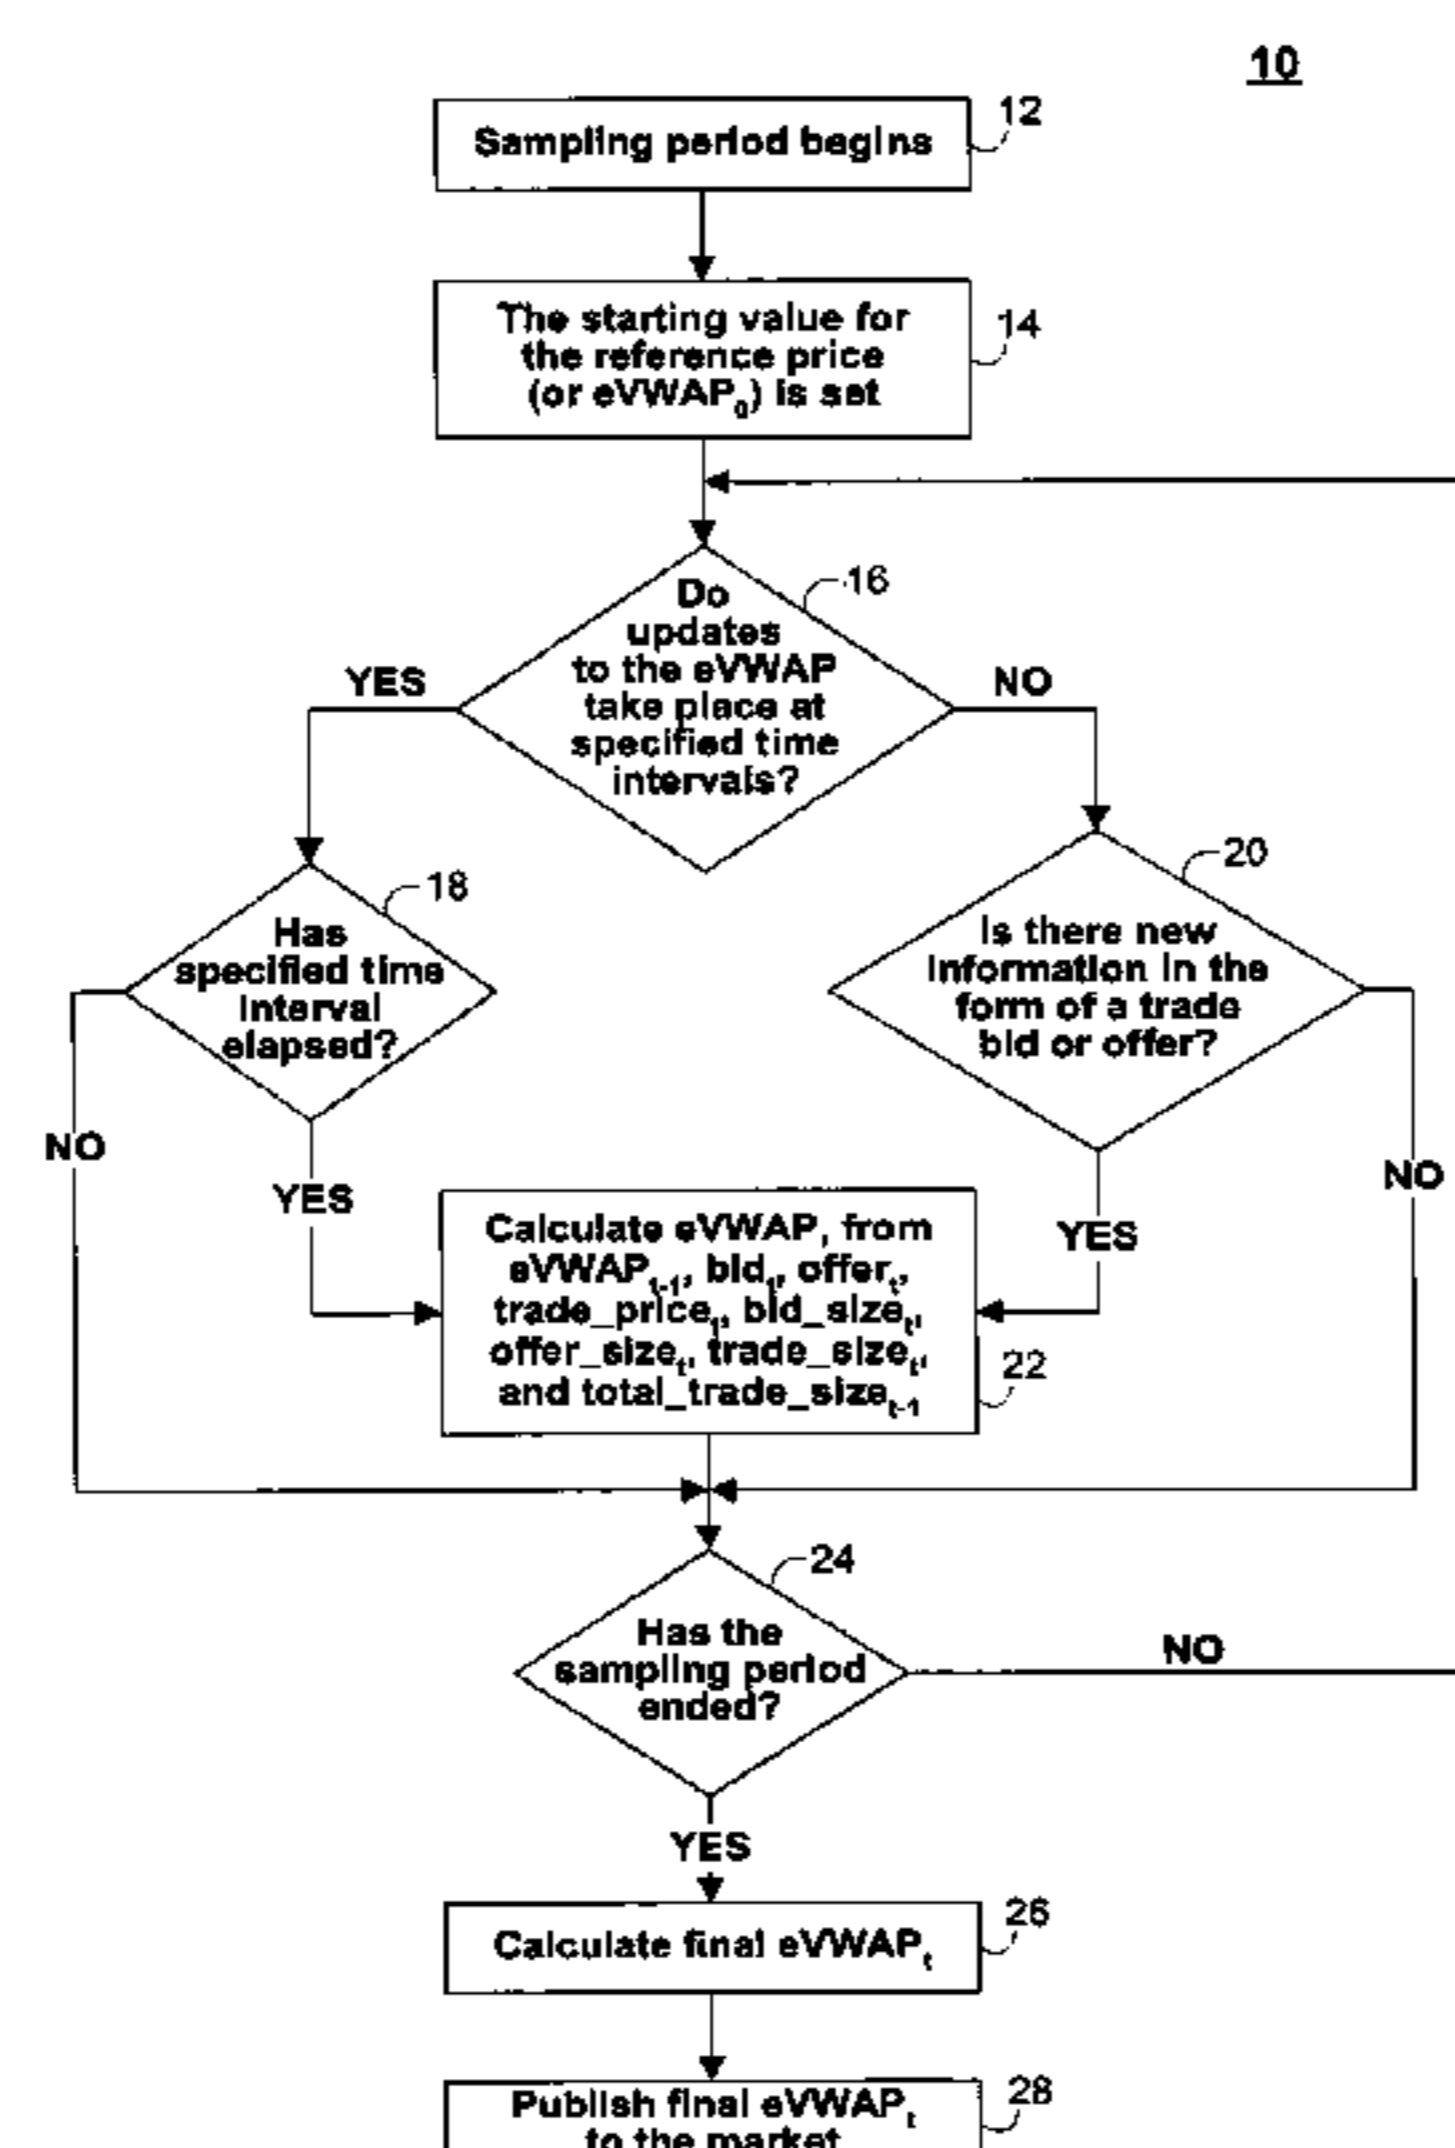 10
Sampling period begins
12
The starting value for
the reference price
(or eVWAP0) is set
14
Do
updates
to the eVWAP
take place at
specified time
intervals?
16
YES
NO
Has
specified time
interval
elapsed?
18
Is there new
information in the
form of a trade
bid or offer?
20
NO
YES
YES
NO
Calculate eVWAPt from
eVWAPt-1, bidt, offert,
trade_pricet, bid_sizet,
offer_sizet, trade_sizet,
and total_trade_sizet-1
22
Has the
sampling period
ended?
24
NO
YES
Calculate final eVWAPt
26
Publish final eVWAPt
to the market
28